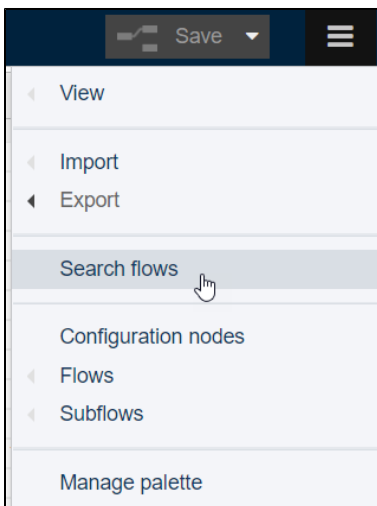 Save
View
Import
Export
Search flows
Configuration nodes
Flows
Subflows
Manage palette